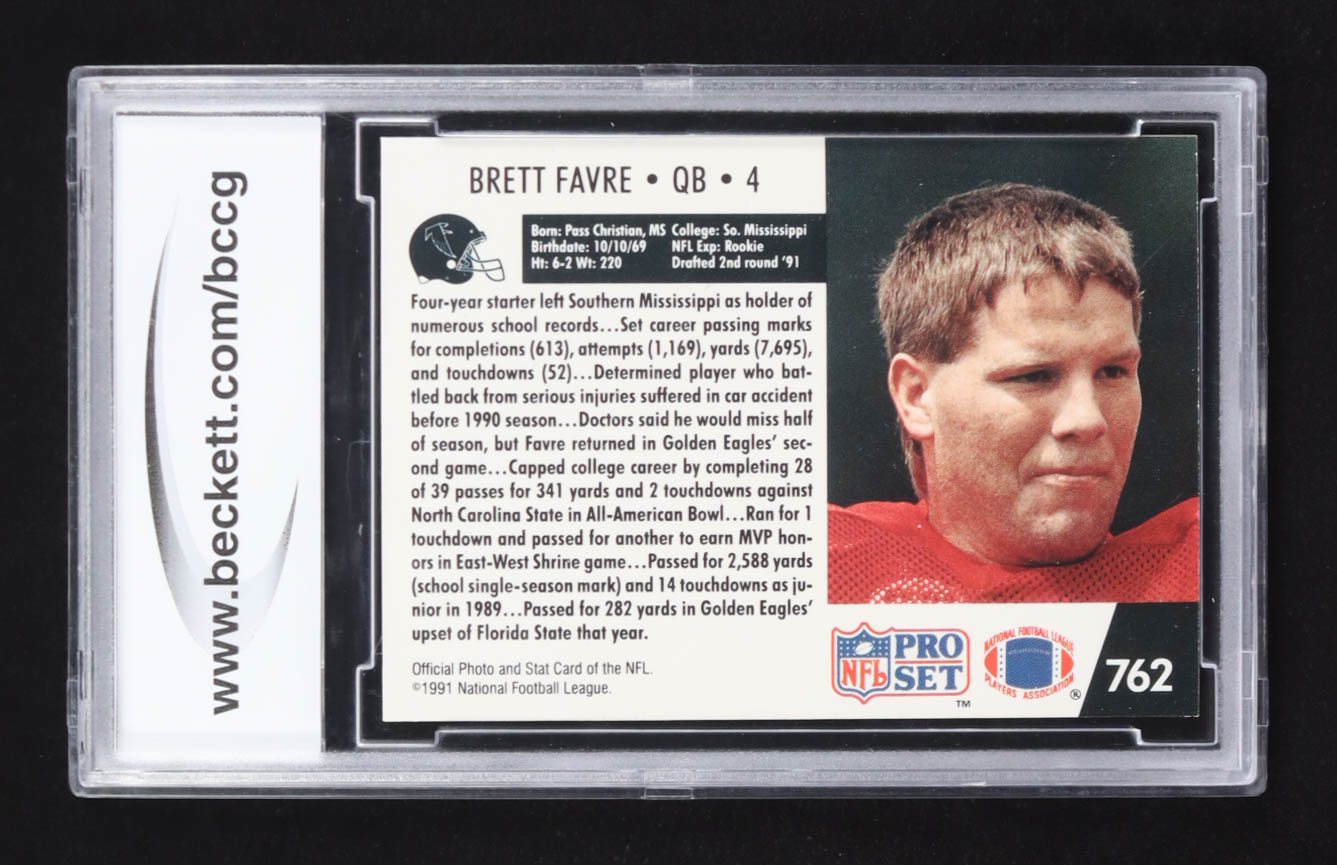 www.beckett.com/bccg
BRETT FAVRE • QB • 4
Born: Pass Christian, MS College: So. Mississippi
Birthdate: 10/10/69 NFL Exp: Rookie
Ht: 6-2 Wt: 220 Drafted 2nd round '91
Four-year starter left Southern Mississippi as holder of
numerous school records...Set career passing marks
for completions (613), attempts (1,169), yards (7,695),
and touchdowns (52)...Determined player who bat-
tled back from serious injuries suffered in car accident
before 1990 season...Doctors said he would miss half
of season, but Favre returned in Golden Eagles' sec-
ond game...Capped college career by completing 28
of 39 passes for 341 yards and 2 touchdowns against
North Carolina State in All-American Bowl...Ran for 1
touchdown and passed for another to earn MVP hon-
ors in East-West Shrine game...Passed for 2,588 yards
(school single-season mark) and 14 touchdowns as ju-
nior in 1989...Passed for 282 yards in Golden Eagles'
upset of Florida State that year.
Official Photo and Stat Card of the NFL.
©1991 National Football League.
NFL PRO SET ™
NATIONAL FOOTBALL LEAGUE
PLAYERS ASSOCIATION ®
762